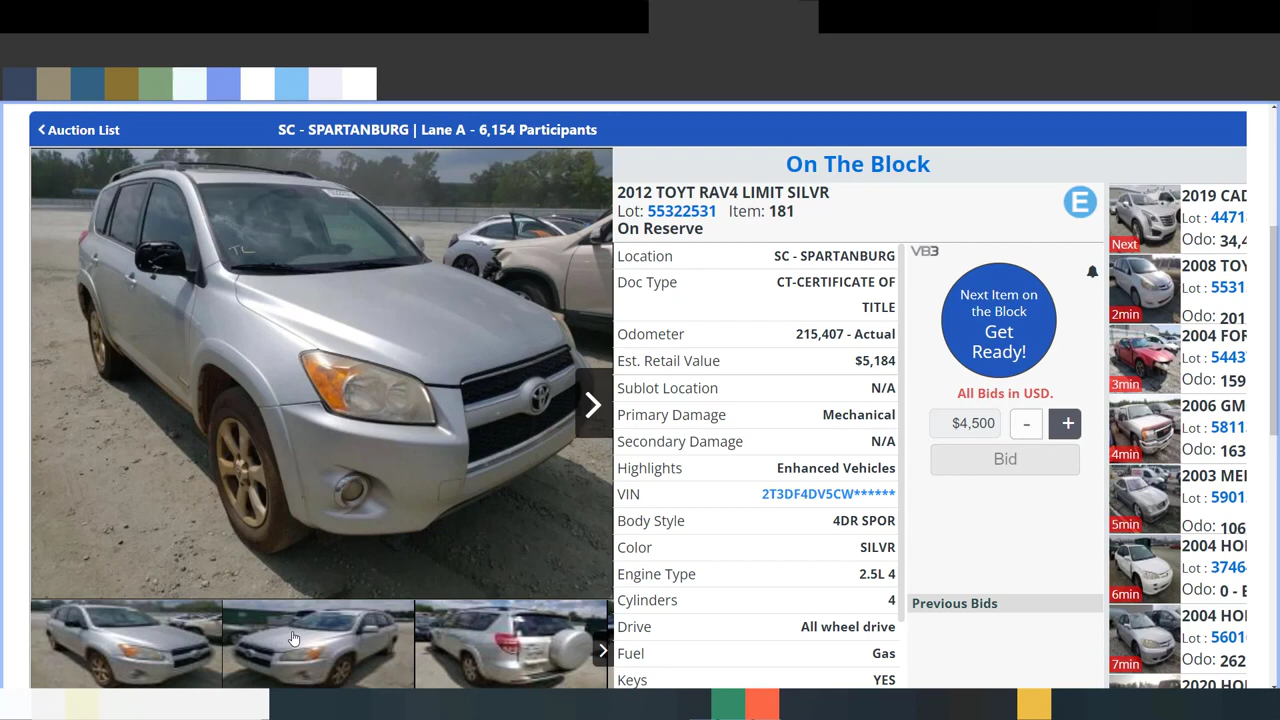 Auction List
SC - SPARTANBURG | Lane A - 6,154 Participants
On The Block
2012 TOYT RAV4 LIMIT SILVR
Lot: 55322531 Item: 181
On Reserve
E
Location SC - SPARTANBURG
Doc Type CT-CERTIFICATE OF
TITLE
Odometer 215,407 - Actual
Est. Retail Value $5,184
Sublot Location N/A
Primary Damage Mechanical
Secondary Damage N/A
Highlights Enhanced Vehicles
VIN 2T3DF4DV5CW******
Body Style 4DR SPOR
Color SILVR
Engine Type 2.5L 4
Cylinders 4
Drive All wheel drive
Fuel Gas
Keys YES
VB3
Next Item on
the Block
Get
Ready!
All Bids in USD.
$4,500 - +
Bid
Previous Bids
2019 CAD
Lot : 4471
Odo: 34,4
Next
2008 TOY
Lot : 5531
Odo: 201
2min
2004 FOR
Lot : 5443
Odo: 159
3min
2006 GM
Lot : 5811
Odo: 163
4min
2003 MER
Lot : 5901
Odo: 106
5min
2004 HO
Lot : 3746
Odo: 0 - E
6min
2004 HO
Lot : 5601
Odo: 262
7min
2020 HO
TL